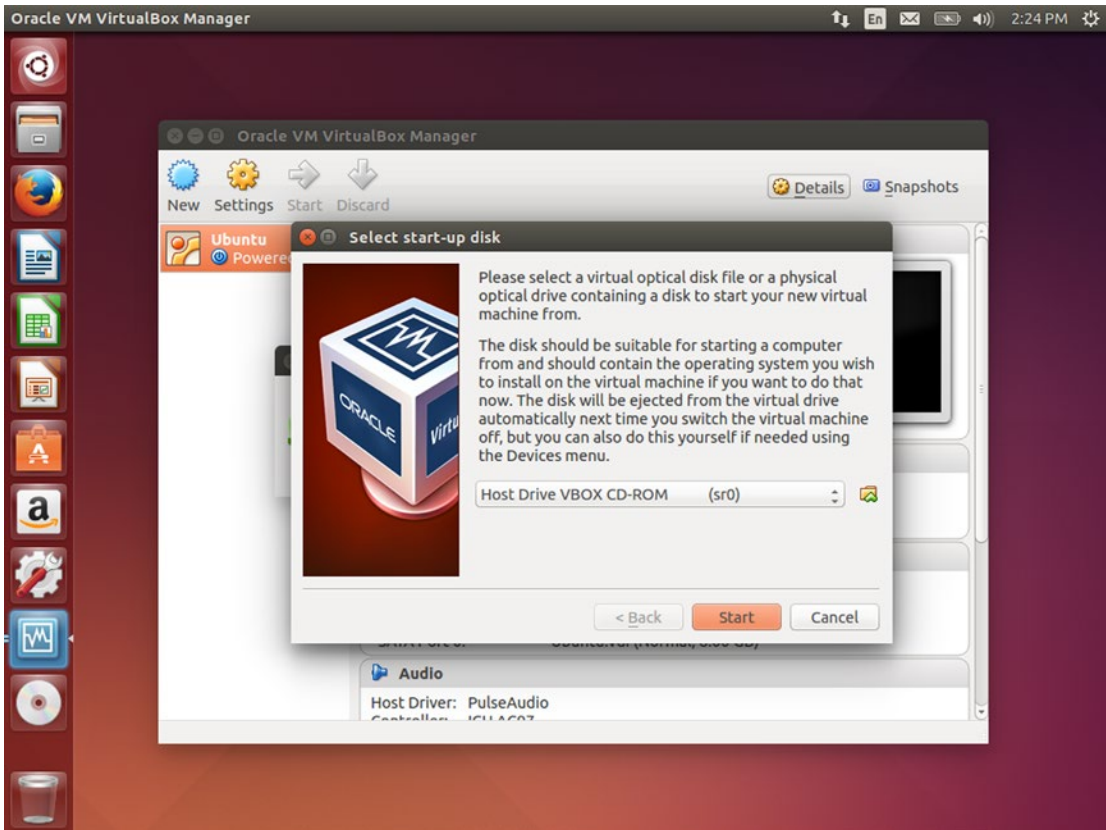 Oracle VM VirtualBox Manager
En
2:24 PM
Oracle VM VirtualBox Manager
New
Settings
Start
Discard
Details
Snapshots
Ubuntu
Powere
Select start-up disk
Please select a virtual optical disk file or a physical
optical drive containing a disk to start your new virtual
machine from.
The disk should be suitable for starting a computer
from and should contain the operating system you wish
to install on the virtual machine if you want to do that
now. The disk will be ejected from the virtual drive
automatically next time you switch the virtual machine
off, but you can also do this yourself if needed using
the Devices menu.
ORACLE
Virtu
Host Drive VBOX CD-ROM (sr0)
< Back
Start
Cancel
Audio
Host Driver: PulseAudio